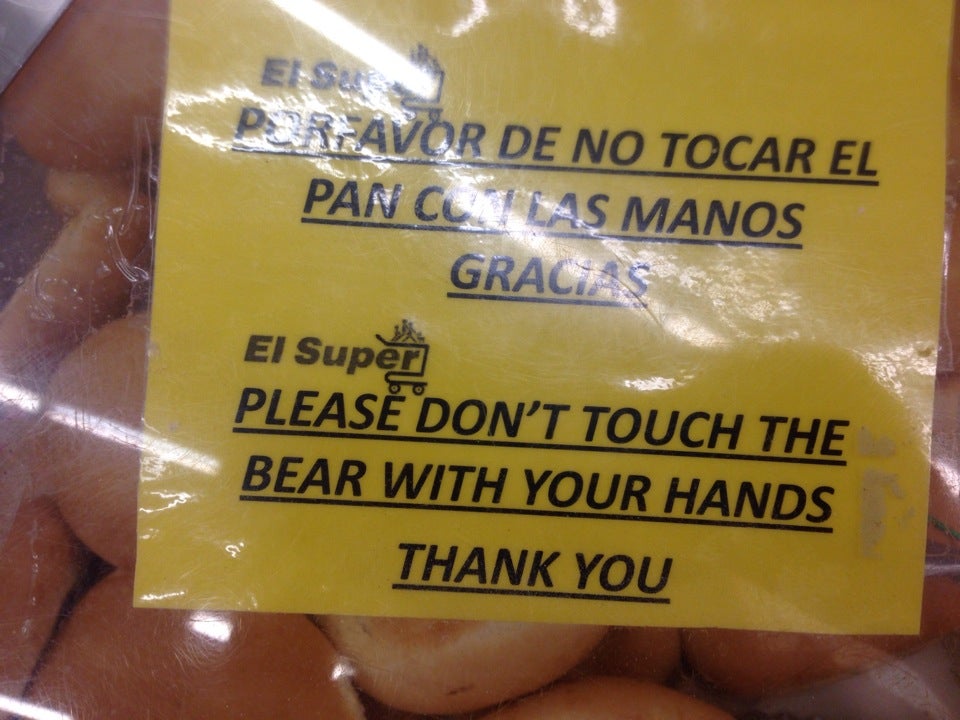 El Super
PORFAVOR DE NO TOCAR EL
PAN CON LAS MANOS
GRACIAS
El Super
PLEASE DON'T TOUCH THE
BEAR WITH YOUR HANDS
THANK YOU